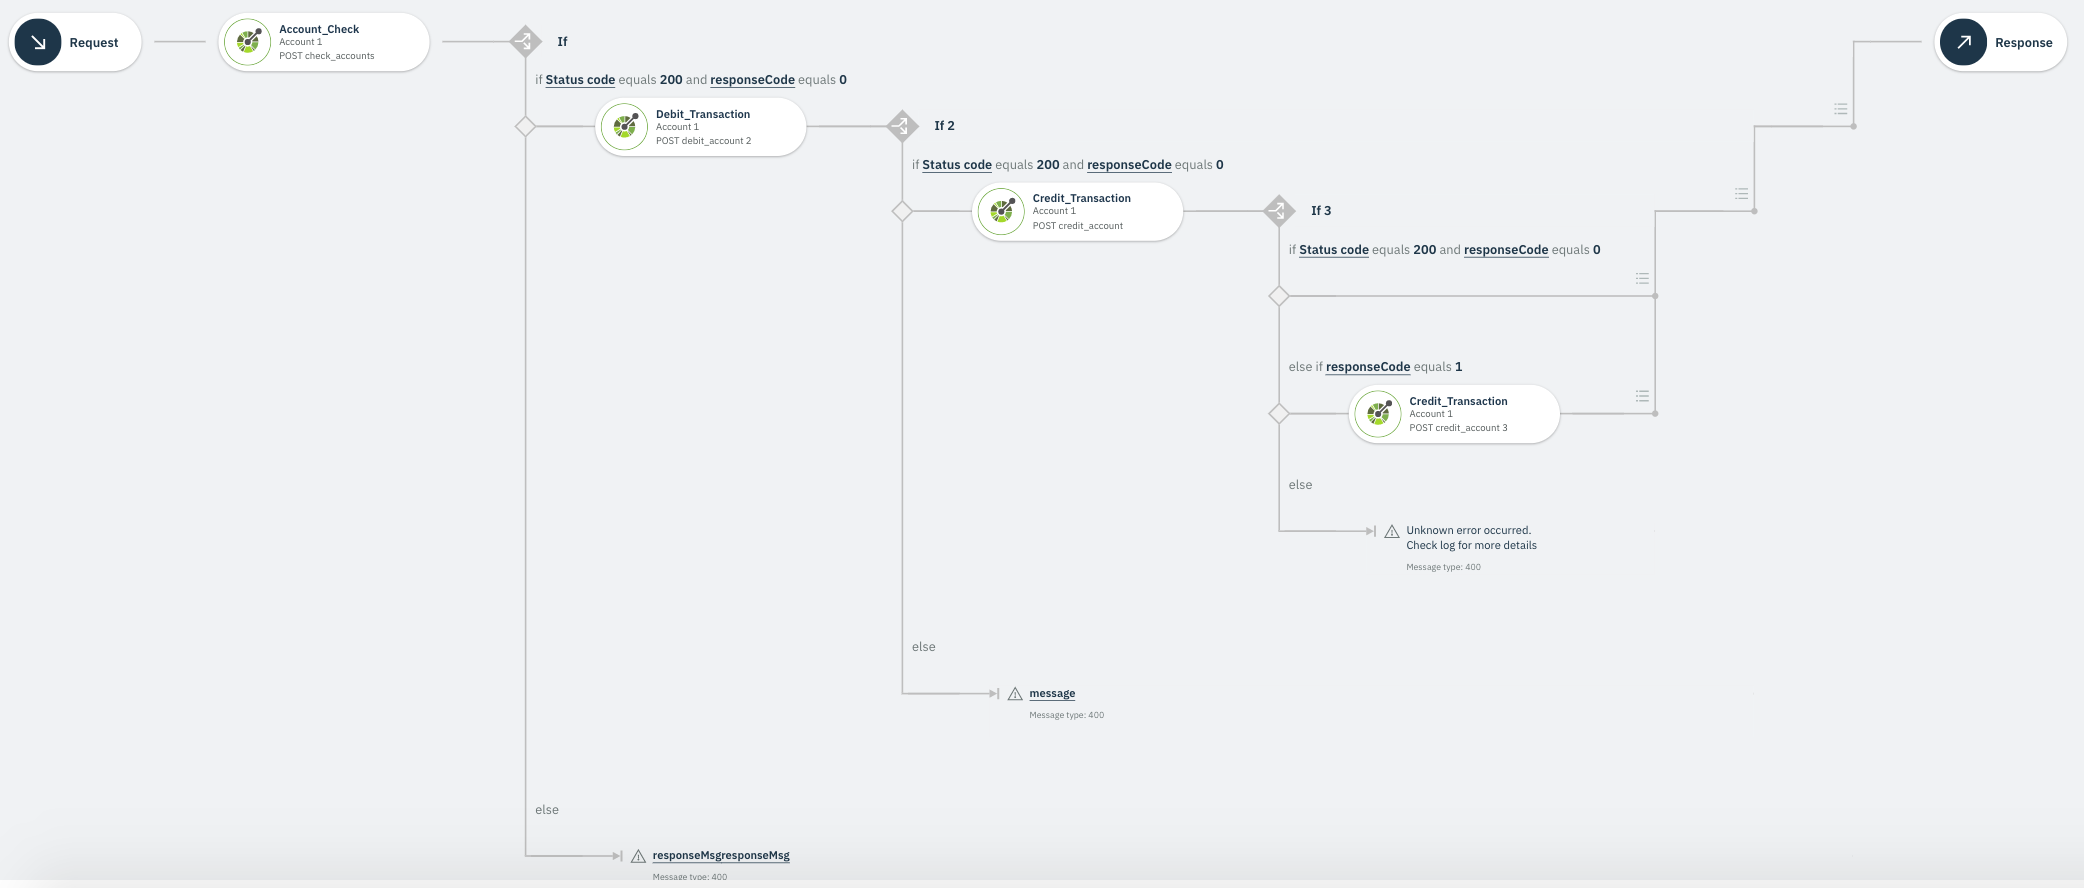 Request
Account_Check
Account 1
POST check_accounts
If
Response
if Status code equals 200 and responseCode equals 0
Debit_Transaction
Account 1
POST debit_account 2
If 2
if Status code equals 200 and responseCode equals 0
Credit_Transaction
Account 1
POST credit_account
If 3
if Status code equals 200 and responseCode equals 0
else if responseCode equals 1
Credit_Transaction
Account 1
POST credit_account 3
else
Unknown error occurred.
Check log for more details
Message type: 400
else
message
Message type: 400
else
responseMsgresponseMsg
Message type: 400